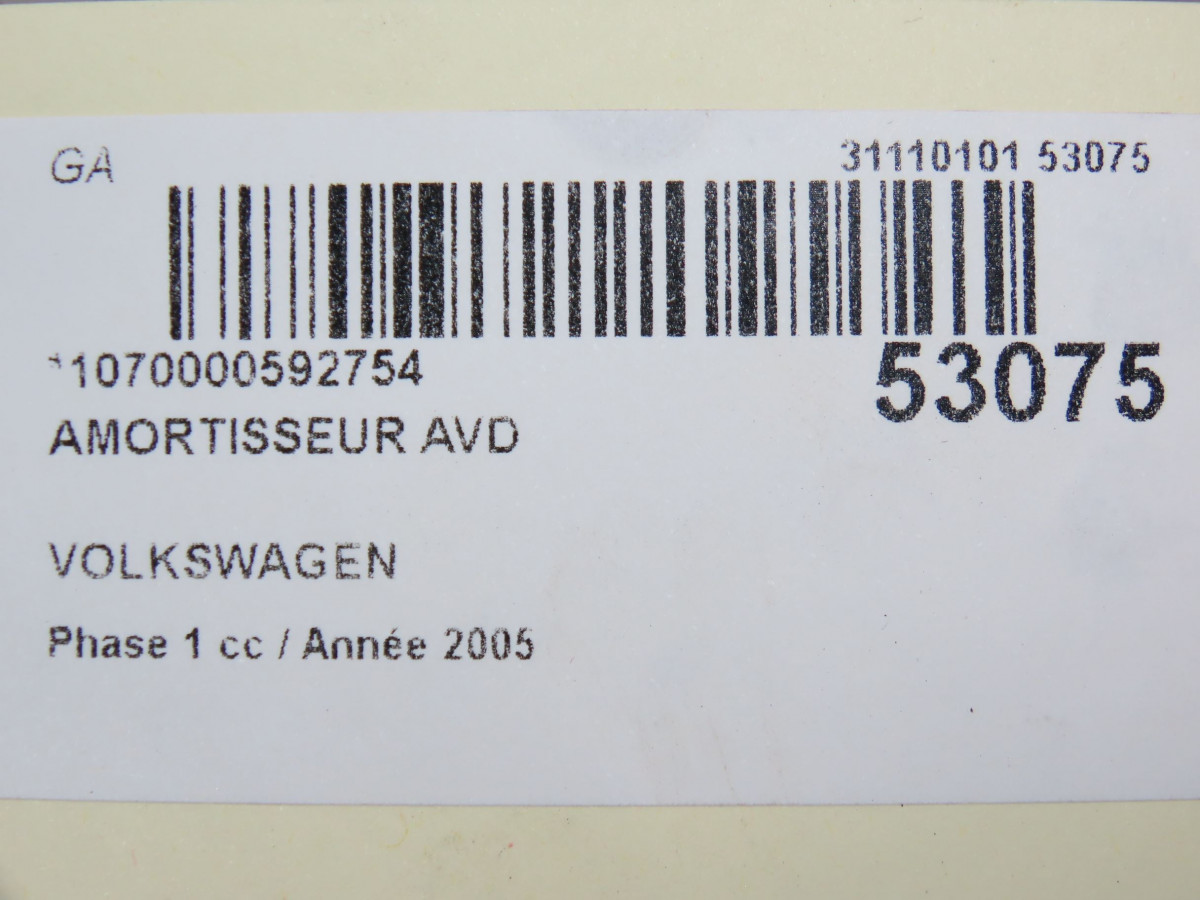 GA
31110101 53075
*1070000592754
53075
AMORTISSEUR AVD
VOLKSWAGEN
Phase 1 cc / Année 2005